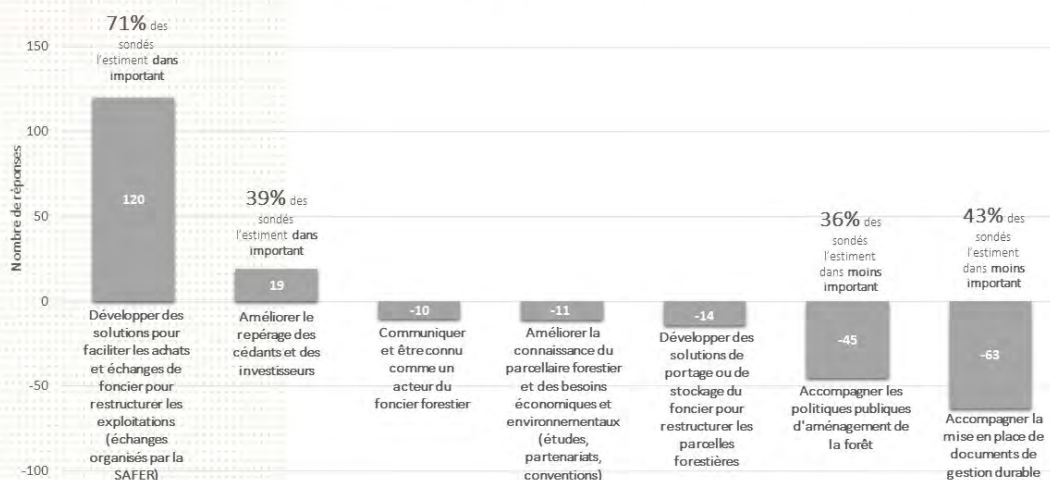 71% des
sondés
l'estiment dans
important
150
100
50
0
-50
-100
Nombre de réponses
120
39% des
sondés
l'estiment dans
important
19
-10
-11
-14
36% des
sondés
l'estiment
dans moins
important
-45
43% des
sondés
l'estiment
dans moins
important
-63
Développer des
solutions pour
faciliter les achats
et échanges de
foncier pour
restructurer les
exploitations
(échanges
organisés par la
SAFER)
Améliorer le
repérage des
cédants et des
investisseurs
Communiquer
et être connu
comme un
acteur du
foncier forestier
Améliorer la
connaissance du
parcellaire forestier
et des besoins
économiques et
environnementaux
(études,
partenariats,
conventions)
Développer des
solutions de
portage ou de
stockage du
foncier pour
restructurer les
parcelles
forestières
Accompagner les
politiques publiques
d'aménagement de
la forêt
Accompagner la
mise en place de
documents de
gestion durable